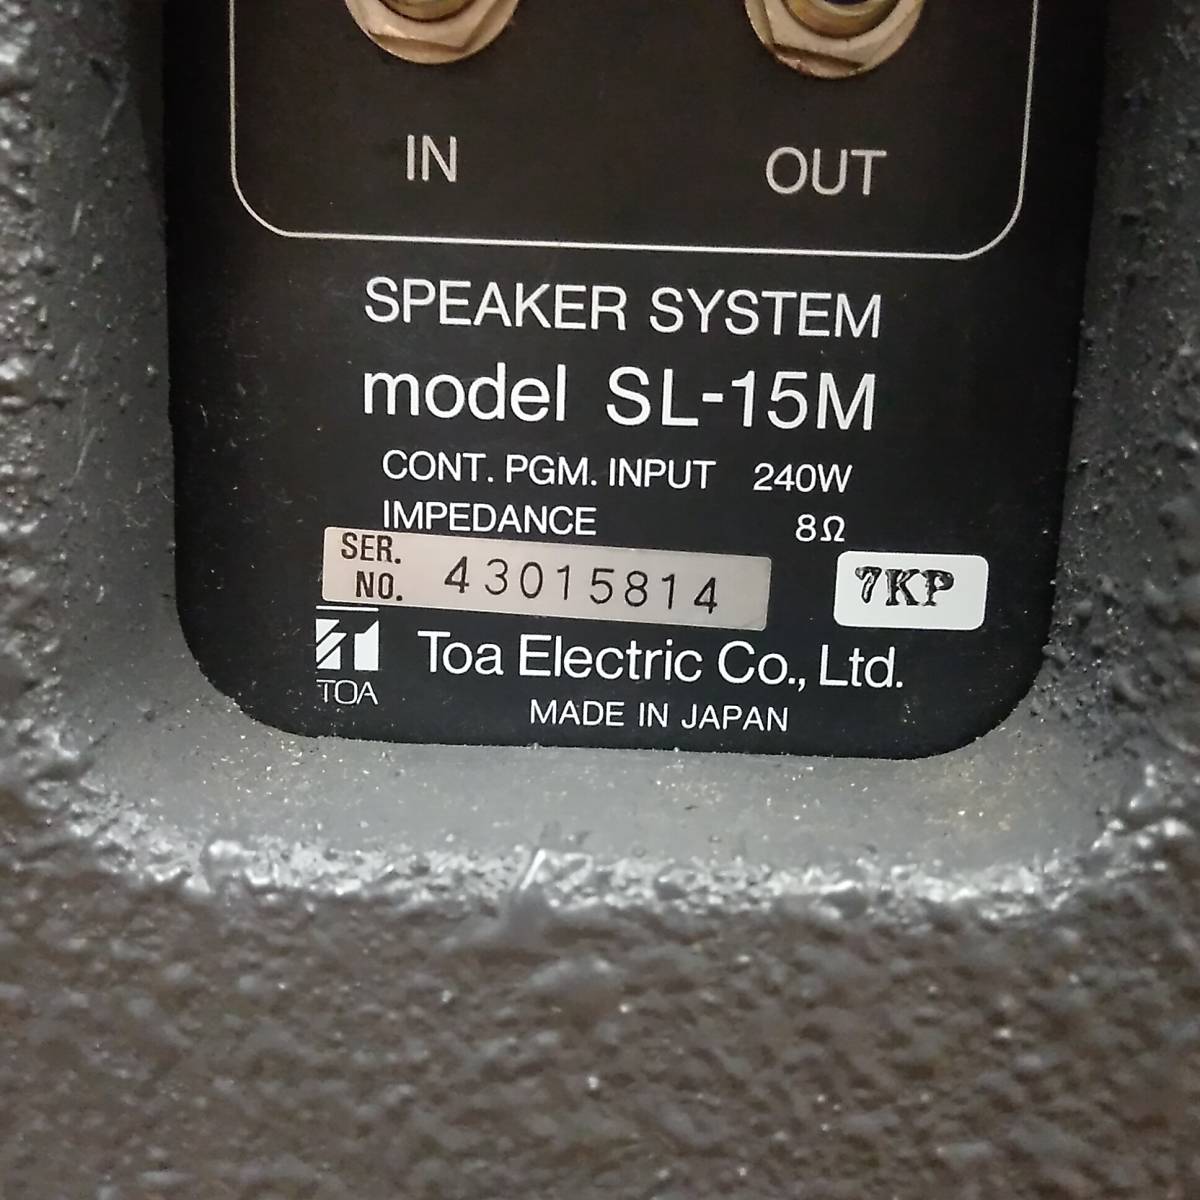 IN OUT
SPEAKER SYSTEM
model SL-15M
CONT. PGM. INPUT 240W
IMPEDANCE 8Ω
SER. NO. 43015814
7KP
TOA
Toa Electric Co., Ltd.
MADE IN JAPAN